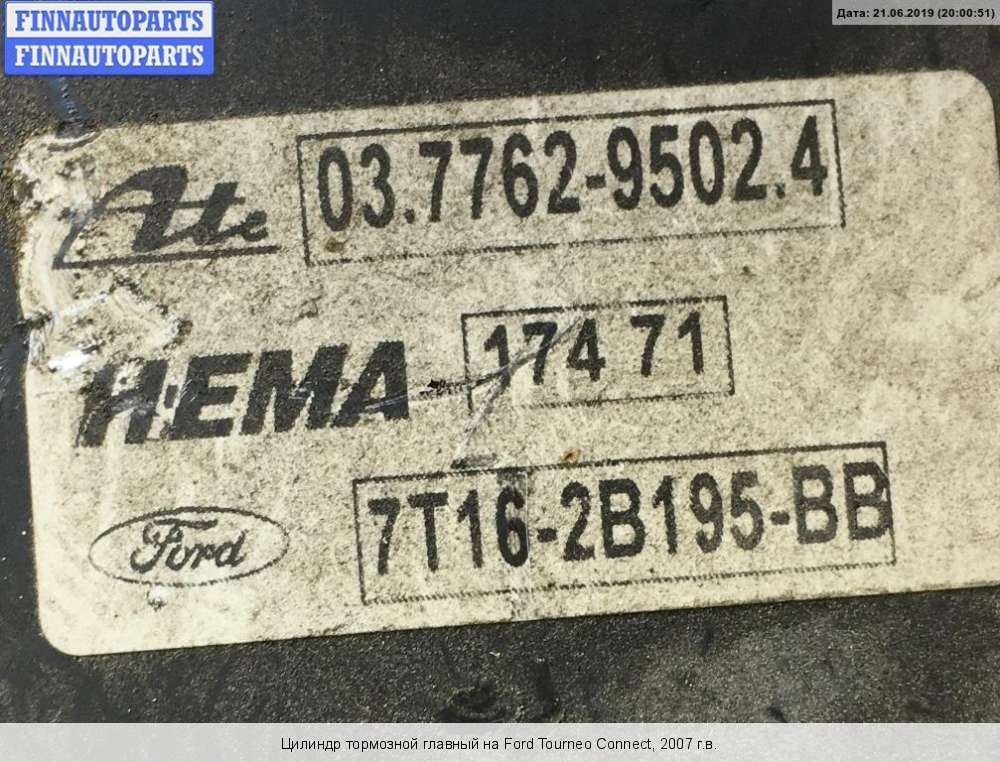 FINNAUTOPARTS
FINNAUTOPARTS
Дата: 21.06.2019 (20:00:51)
Ate 03.7762-9502.4
HEMA 174 71
Ford 7T16-2B195-BB
Цилиндр тормозной главный на Ford Tourneo Connect, 2007 г.в.